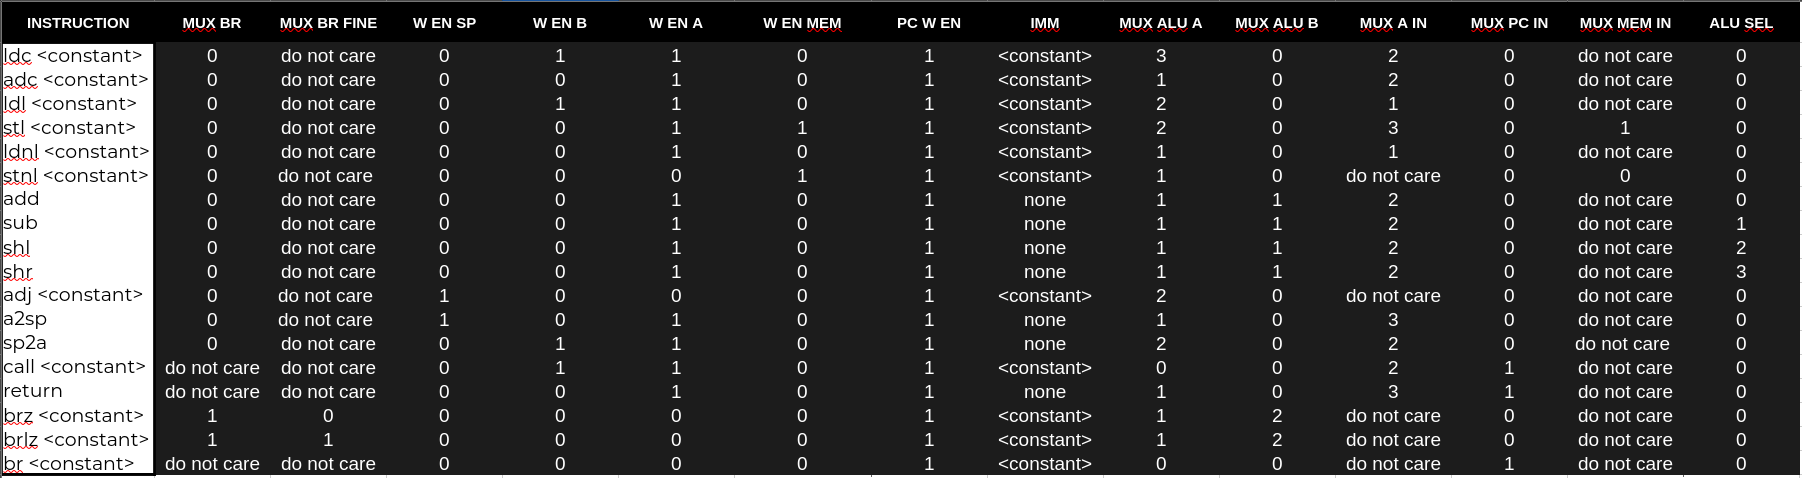 INSTRUCTION MUX BR MUX BR FINE W EN SP W EN B W EN A W EN MEM PC W EN IMM MUX ALU A MUX ALU B MUX A IN MUX PC IN MUX MEM IN ALU SEL
ldc <constant> 0 do not care 0 1 1 0 1 <constant> 3 0 2 0 do not care 0
adc <constant> 0 do not care 0 0 1 0 1 <constant> 1 0 2 0 do not care 0
ldl <constant> 0 do not care 0 1 1 0 1 <constant> 2 0 1 0 do not care 0
stl <constant> 0 do not care 0 0 1 1 1 <constant> 2 0 3 0 1 0
ldnl <constant> 0 do not care 0 0 1 0 1 <constant> 1 0 1 0 do not care 0
stnl <constant> 0 do not care 0 0 0 1 1 <constant> 1 0 do not care 0 0 0
add 0 do not care 0 0 1 0 1 none 1 1 2 0 do not care 0
sub 0 do not care 0 0 1 0 1 none 1 1 2 0 do not care 1
shl 0 do not care 0 0 1 0 1 none 1 1 2 0 do not care 2
shr 0 do not care 0 0 1 0 1 none 1 1 2 0 do not care 3
adj <constant> 0 do not care 1 0 0 0 1 <constant> 2 0 do not care 0 do not care 0
a2sp 0 do not care 1 0 1 0 1 none 1 0 3 0 do not care 0
sp2a 0 do not care 0 1 1 0 1 none 2 0 2 0 do not care 0
call <constant> do not care do not care 0 1 1 0 1 <constant> 0 0 2 1 do not care 0
return do not care do not care 0 0 1 0 1 none 1 0 3 1 do not care 0
brz <constant> 1 0 0 0 0 0 1 <constant> 1 2 do not care 0 do not care 0
brlz <constant> 1 1 0 0 0 0 1 <constant> 1 2 do not care 0 do not care 0
br <constant> do not care do not care 0 0 0 0 1 <constant> 0 0 do not care 1 do not care 0